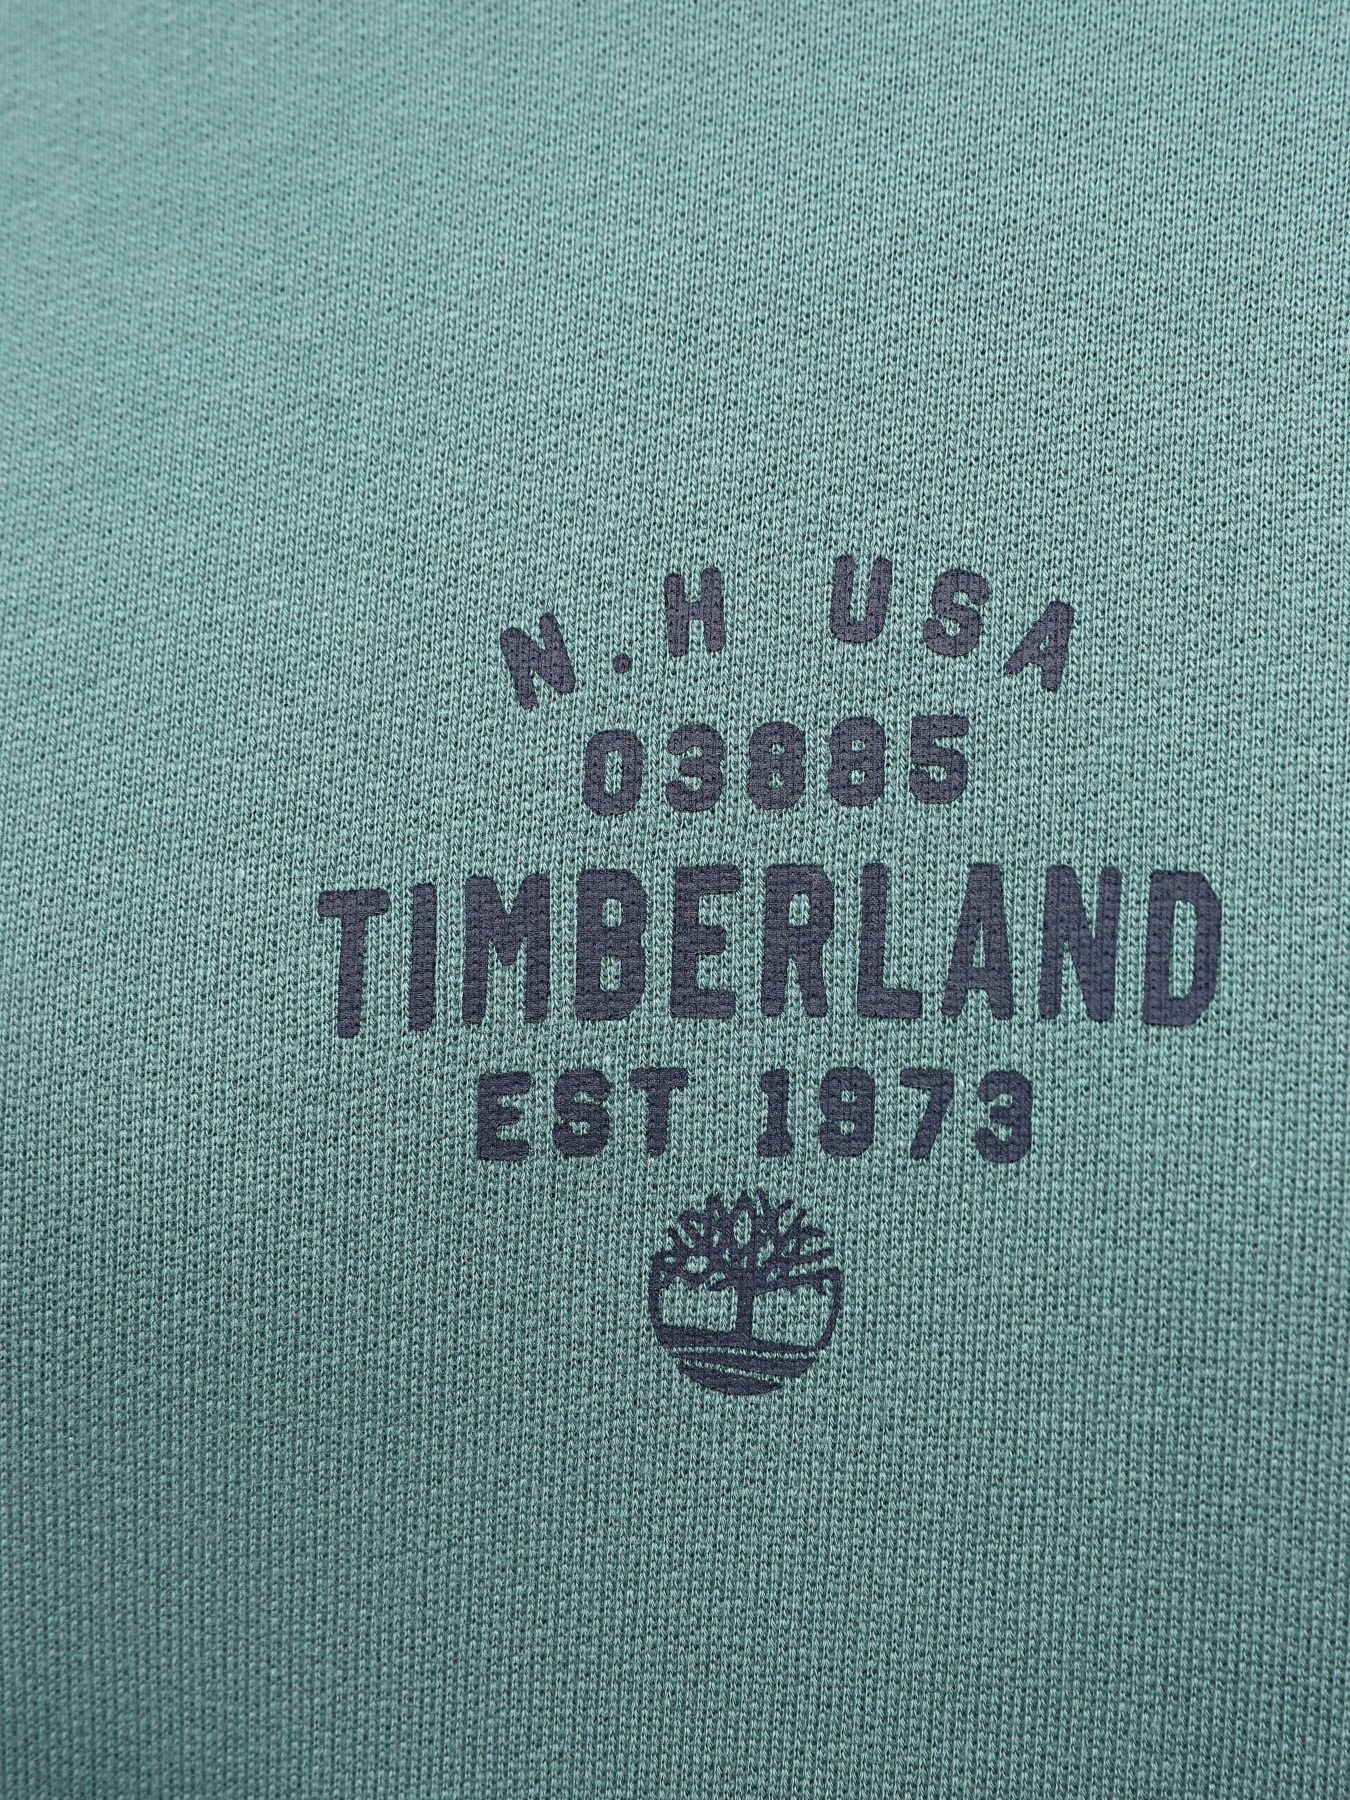 N.H USA
03885
TIMBERLAND
EST 1973